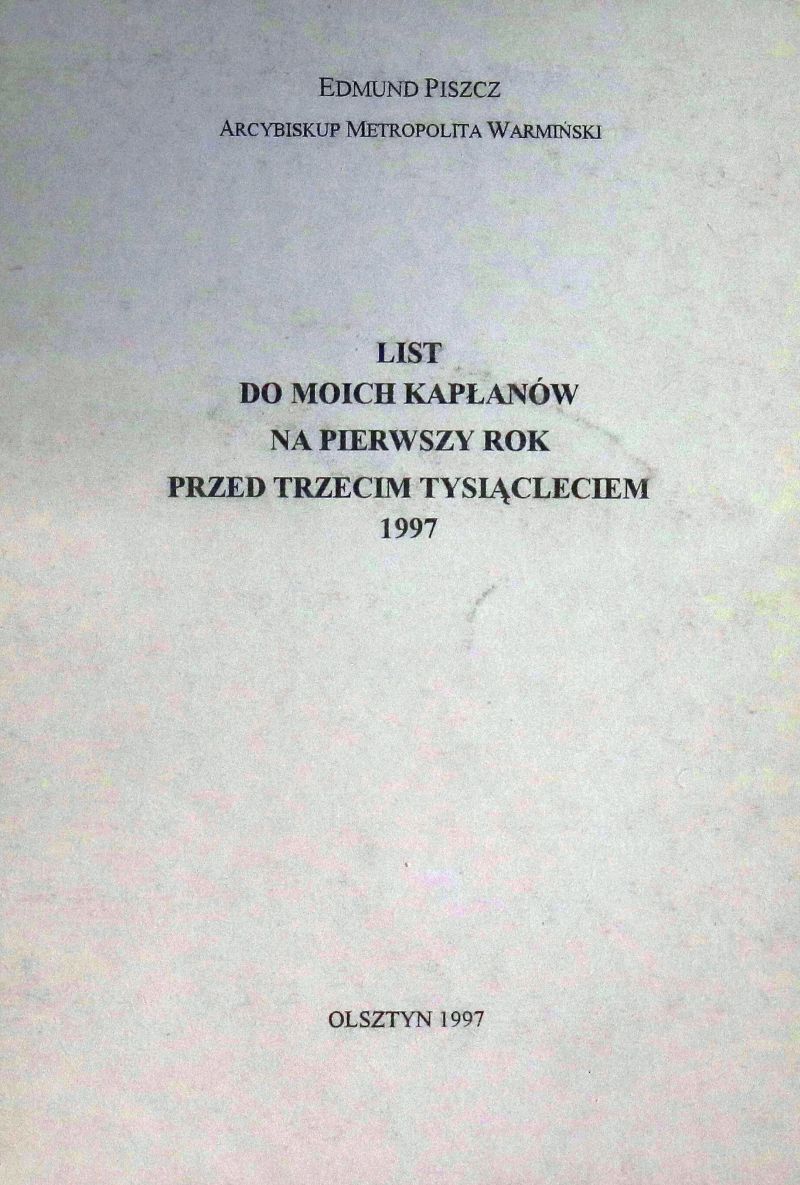 EDMUND PISZCZ
ARCYBISKUP METROPOLITA WARMIŃSKI
LIST
DO MOICH KAPŁANÓW
NA PIERWSZY ROK
PRZED TRZECIM TYSIĄCLECIEM
1997
OLSZTYN 1997